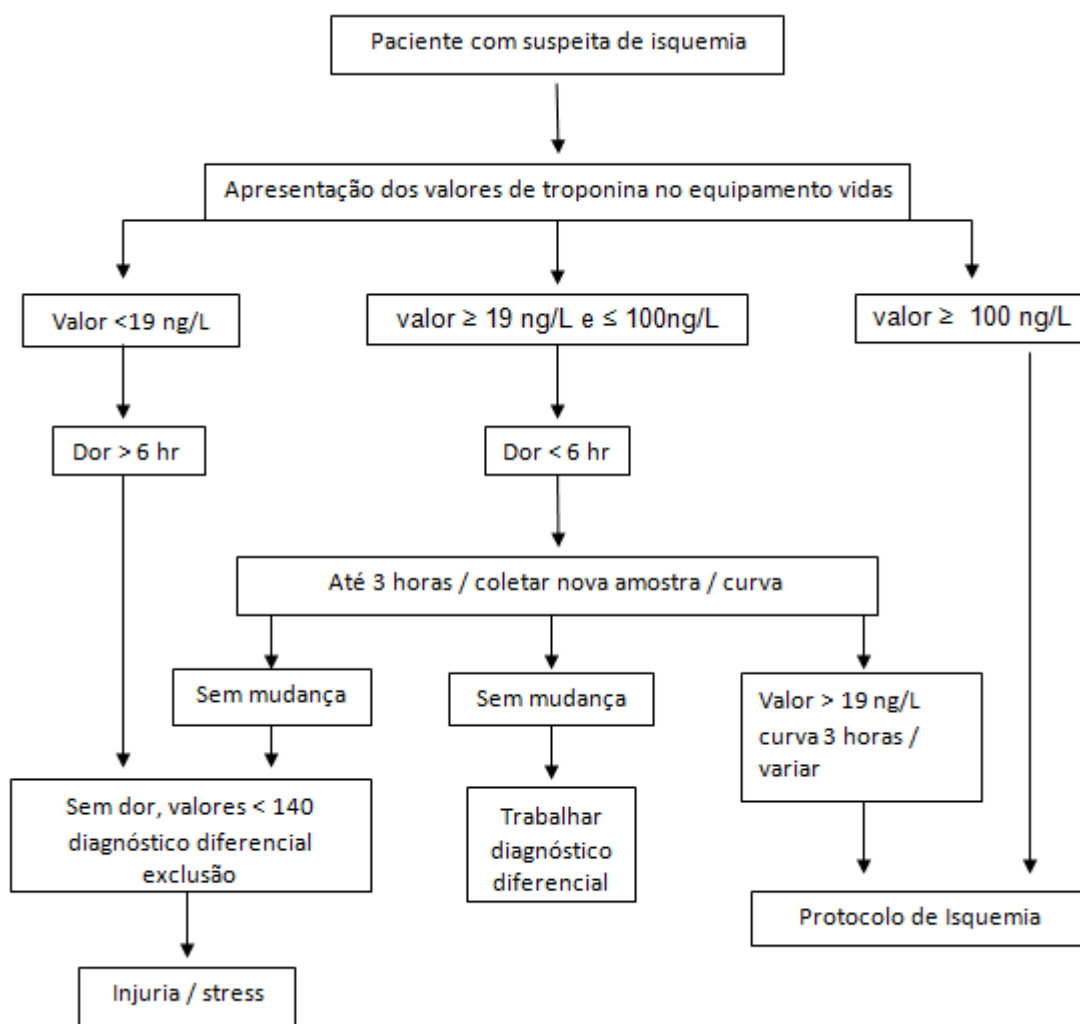 Paciente com suspeita de isquemia
Apresentação dos valores de troponina no equipamento vidas
Valor <19 ng/L
valor ≥ 19 ng/L e ≤ 100ng/L
valor ≥ 100 ng/L
Dor > 6 hr
Dor < 6 hr
Até 3 horas / coletar nova amostra / curva
Sem mudança
Sem mudança
Valor > 19 ng/L
curva 3 horas /
variar
Sem dor, valores < 140
diagnóstico diferencial
exclusão
Trabalhar
diagnóstico
diferencial
Protocolo de Isquemia
Injuria / stress